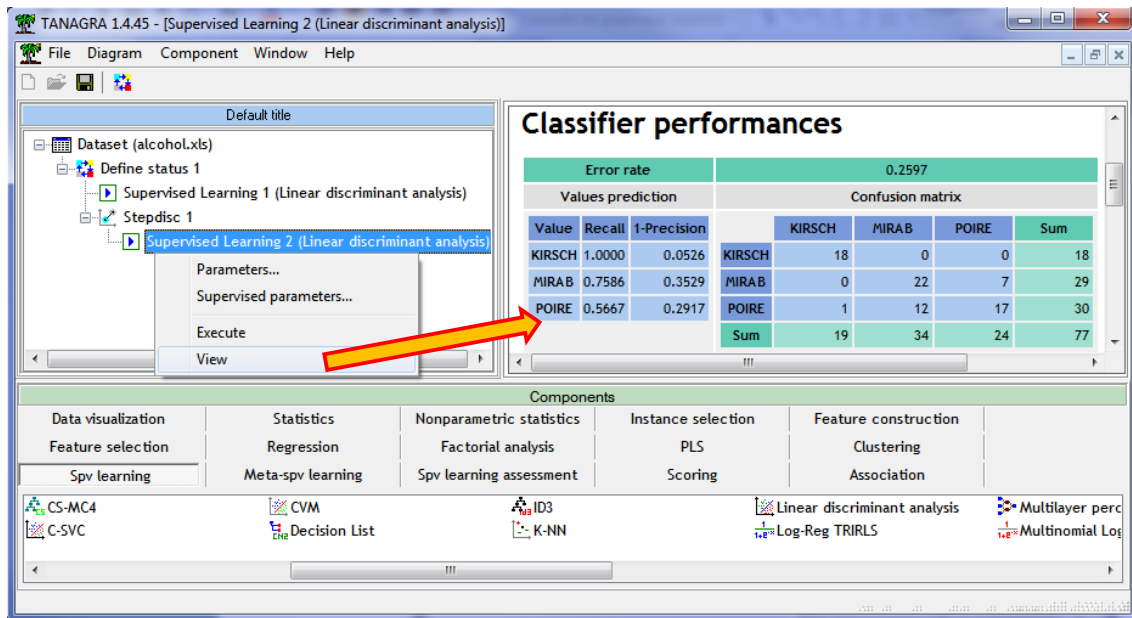 TANAGRA 1.4.45 - [Supervised Learning 2 (Linear discriminant analysis)]
File Diagram Component Window Help
Default title
Dataset (alcohol.xls)
Define status 1
Supervised Learning 1 (Linear discriminant analysis)
Stepdisc 1
Supervised Learning 2 (Linear discriminant analysis)
Parameters...
Supervised parameters...
Execute
View
Classifier performances
Error rate 0.2597
Values prediction Confusion matrix
Value Recall 1-Precision KIRSCH MIRAB POIRE Sum
KIRSCH 1.0000 0.0526 KIRSCH 18 0 0 18
MIRAB 0.7586 0.3529 MIRAB 0 22 7 29
POIRE 0.5667 0.2917 POIRE 1 12 17 30
Sum 19 34 24 77
Components
Data visualization Statistics Nonparametric statistics Instance selection Feature construction
Feature selection Regression Factorial analysis PLS Clustering
Spv learning Meta-spv learning Spv learning assessment Scoring Association
CS-MC4 CVM ID3 Linear discriminant analysis Multilayer perc
C-SVC Decision List K-NN Log-Reg TRIRLS Multinomial Log